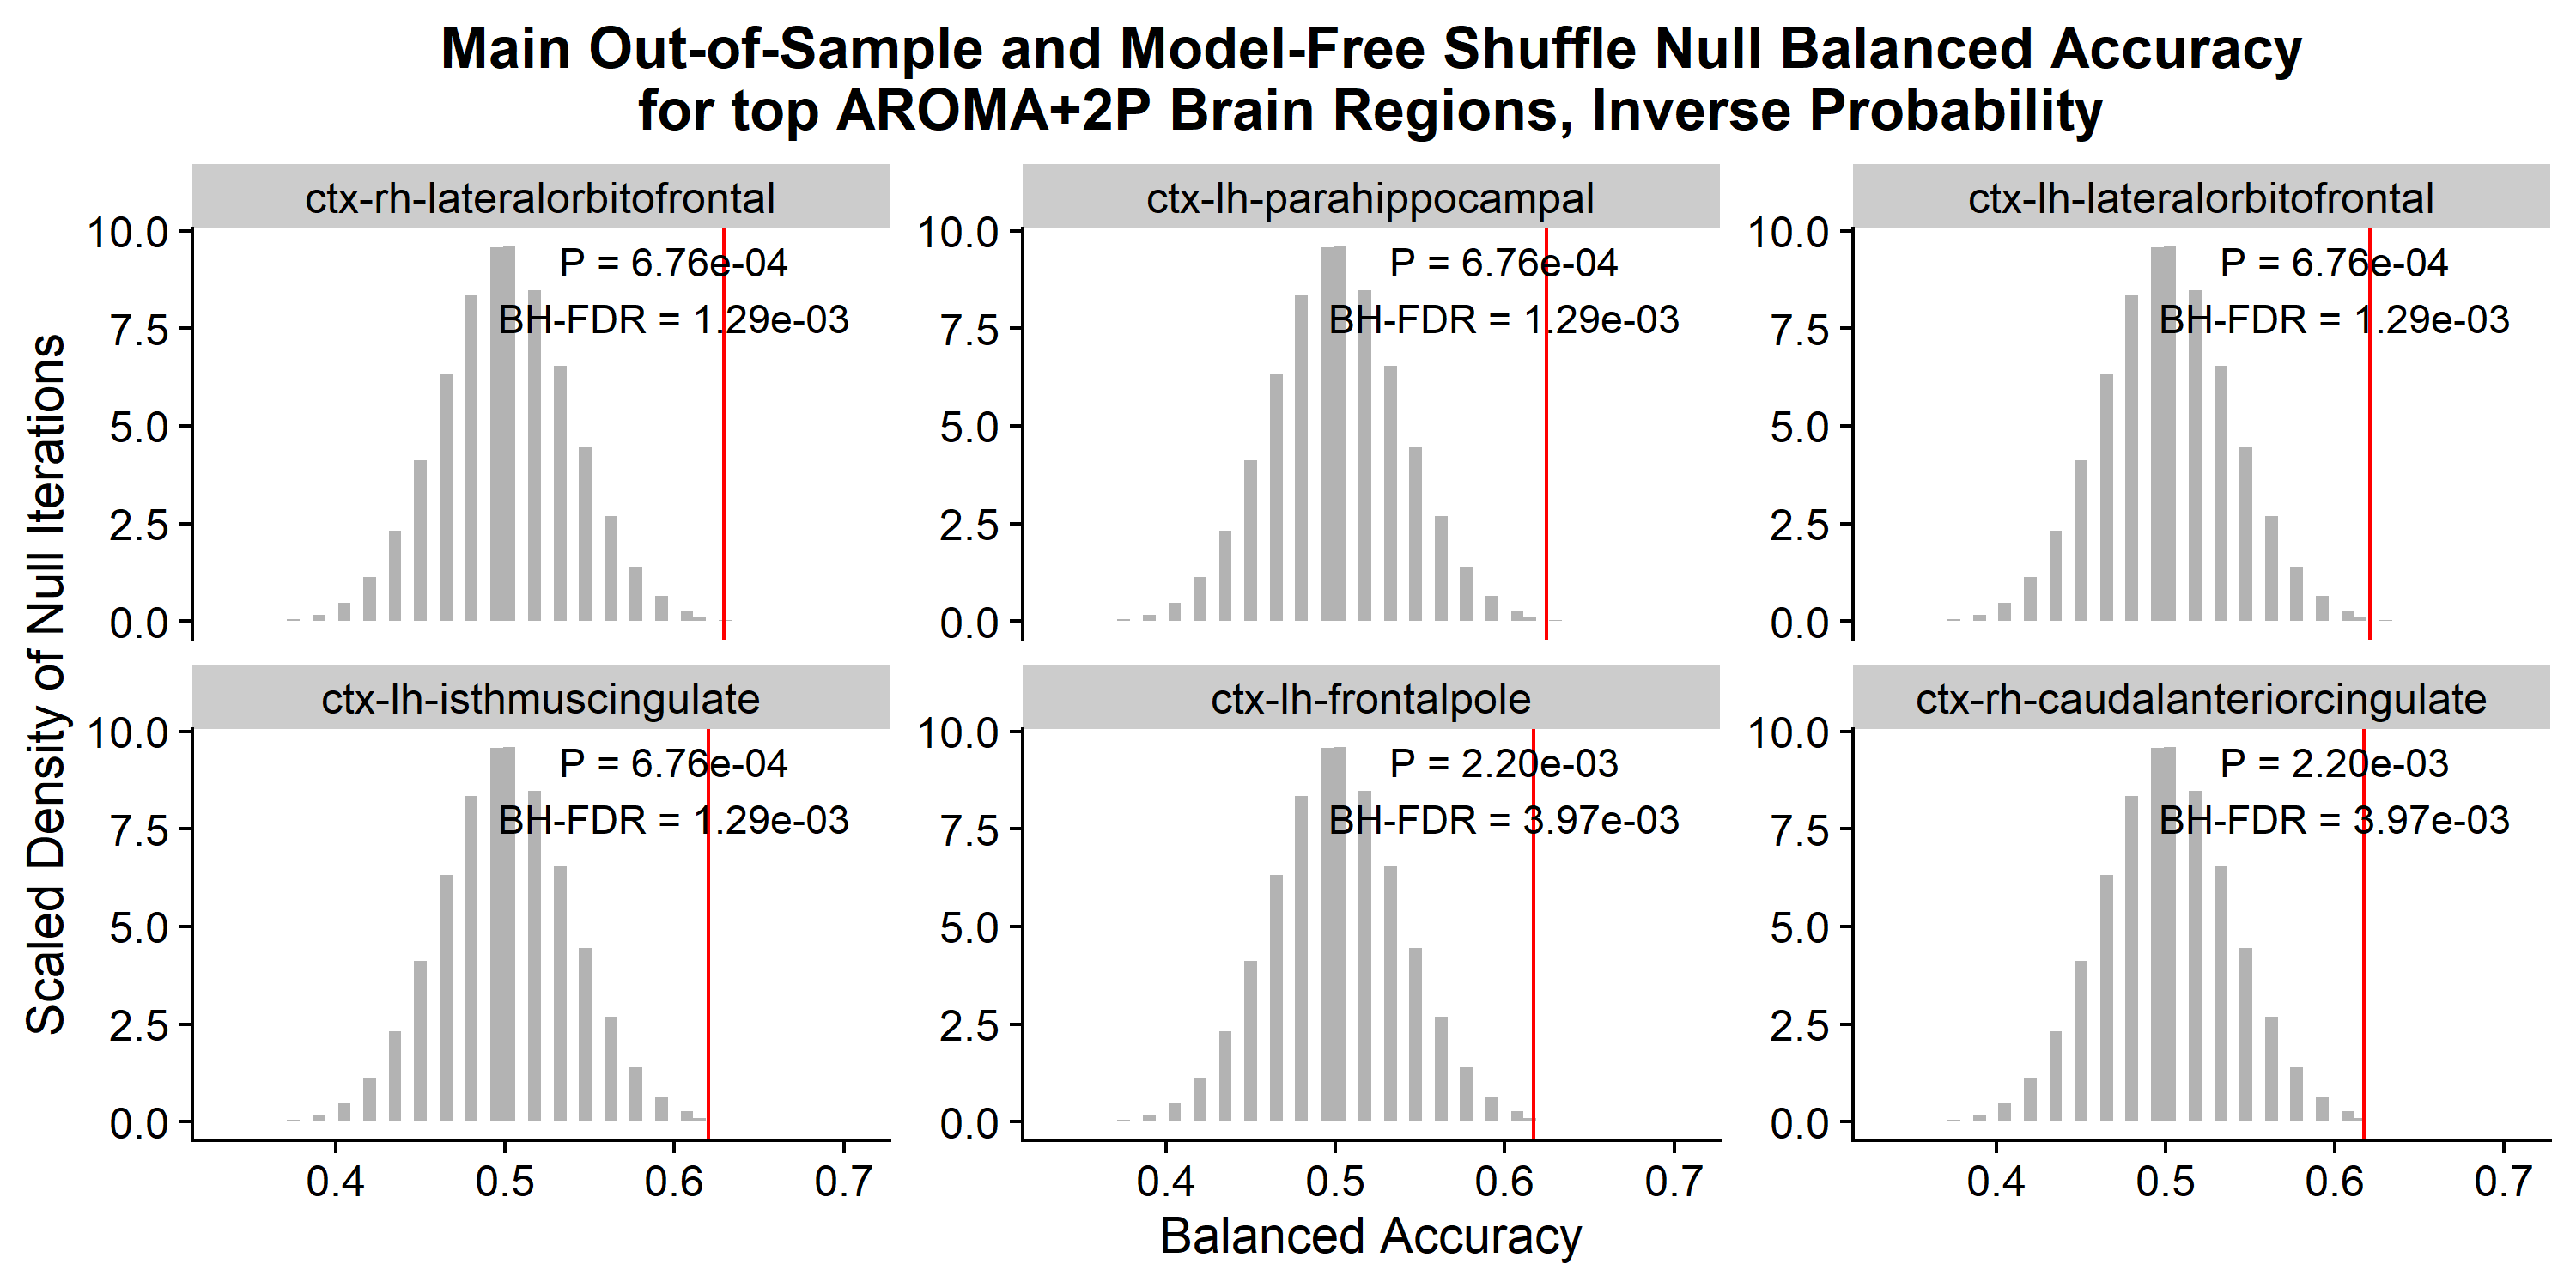 Main Out-of-Sample and Model-Free Shuffle Null Balanced Accuracy
for top AROMA+2P Brain Regions, Inverse Probability
Scaled Density of Null Iterations
ctx-rh-lateralorbitofrontal
10.0
7.5
5.0
2.5
0.0
P = 6.76e-04
BH-FDR = 1.29e-03
ctx-lh-parahippocampal
10.0
7.5
5.0
2.5
0.0
P = 6.76e-04
BH-FDR = 1.29e-03
ctx-lh-lateralorbitofrontal
10.0
7.5
5.0
2.5
0.0
P = 6.76e-04
BH-FDR = 1.29e-03
ctx-lh-isthmuscingulate
10.0
7.5
5.0
2.5
0.0
P = 6.76e-04
BH-FDR = 1.29e-03
0.4 0.5 0.6 0.7
ctx-lh-frontalpole
10.0
7.5
5.0
2.5
0.0
P = 2.20e-03
BH-FDR = 3.97e-03
0.4 0.5 0.6 0.7
ctx-rh-caudalanteriorcingulate
10.0
7.5
5.0
2.5
0.0
P = 2.20e-03
BH-FDR = 3.97e-03
0.4 0.5 0.6 0.7
Balanced Accuracy